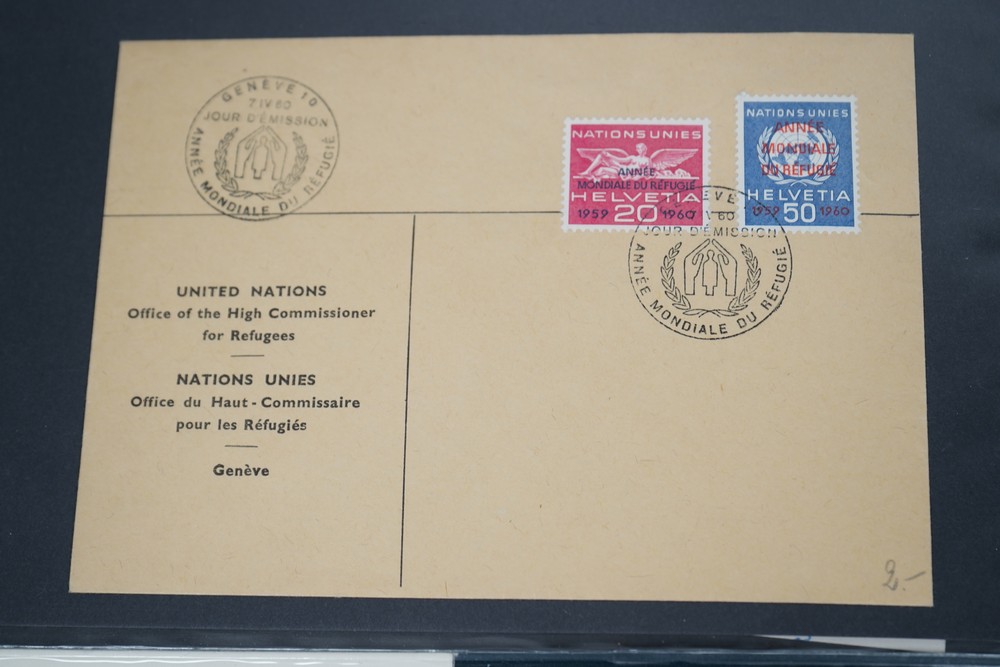 GENÈVE 10
7 IV 60
JOUR D'ÉMISSION
ANNÉE MONDIALE DU RÉFUGIÉ
NATIONS UNIES
ANNÉE
MONDIALE DU RÉFUGIÉ
HELVETIA
1959 20 1960
NATIONS UNIES
ANNÉE
MONDIALE
DU RÉFUGIÉ
HELVETIA
1959 50 1960
IV 60
JOUR D'ÉMISSION
ANNÉE MONDIALE DU RÉFUGIÉ
UNITED NATIONS
Office of the High Commissioner
for Refugees
NATIONS UNIES
Office du Haut-Commissaire
pour les Réfugiés
Genève
2.-